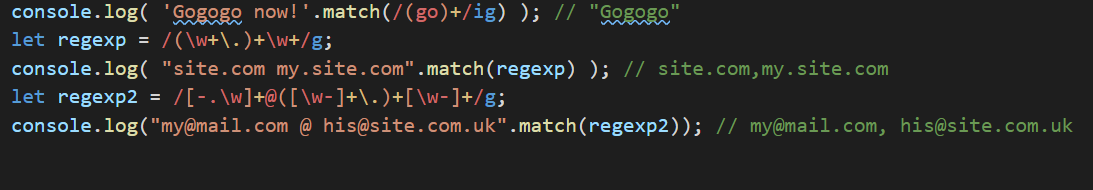 console.log( 'Gogogo now!'.match(/(go)+/ig) ); // "Gogogo"
let regexp = /(\w+\.)+\w+/g;
console.log( "site.com my.site.com".match(regexp) ); // site.com,my.site.com
let regexp2 = /[-.\w]+@([\w-]+\.)+[\w-]+/g;
console.log("my@mail.com @ his@site.com.uk".match(regexp2)); // my@mail.com, his@site.com.uk